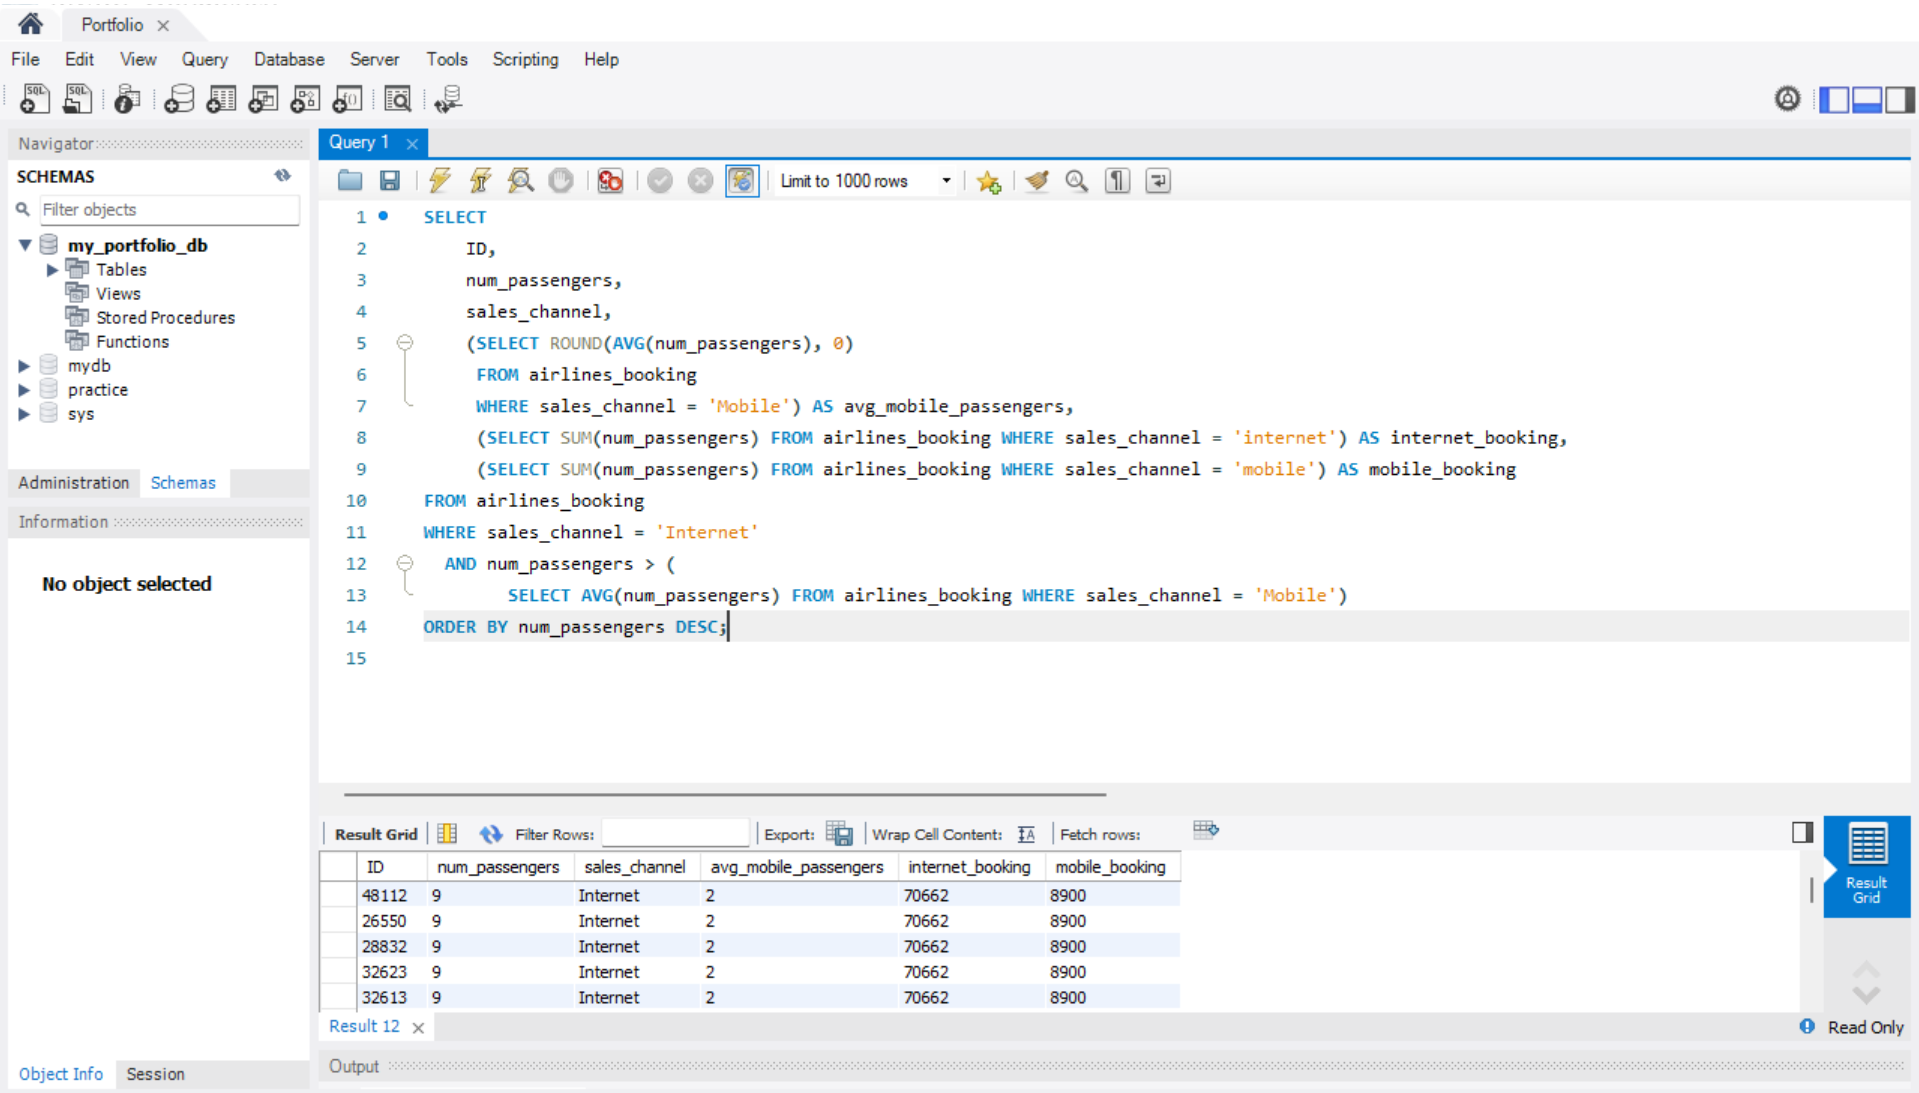 Portfolio
File Edit View Query Database Server Tools Scripting Help
Navigator
SCHEMAS
Filter objects
my_portfolio_db
Tables
Views
Stored Procedures
Functions
mydb
practice
sys
Administration Schemas
Information
No object selected
Object Info Session
Query 1
Limit to 1000 rows
1 SELECT
2 ID,
3 num_passengers,
4 sales_channel,
5 (SELECT ROUND(AVG(num_passengers), 0)
6 FROM airlines_booking
7 WHERE sales_channel = 'Mobile') AS avg_mobile_passengers,
8 (SELECT SUM(num_passengers) FROM airlines_booking WHERE sales_channel = 'internet') AS internet_booking,
9 (SELECT SUM(num_passengers) FROM airlines_booking WHERE sales_channel = 'mobile') AS mobile_booking
10 FROM airlines_booking
11 WHERE sales_channel = 'Internet'
12 AND num_passengers > (
13 SELECT AVG(num_passengers) FROM airlines_booking WHERE sales_channel = 'Mobile')
14 ORDER BY num_passengers DESC;
15
Result Grid Filter Rows: Export: Wrap Cell Content: Fetch rows:
ID num_passengers sales_channel avg_mobile_passengers internet_booking mobile_booking
48112 9 Internet 2 70662 8900
26550 9 Internet 2 70662 8900
28832 9 Internet 2 70662 8900
32623 9 Internet 2 70662 8900
32613 9 Internet 2 70662 8900
Result
Grid
Result 12
Read Only
Output